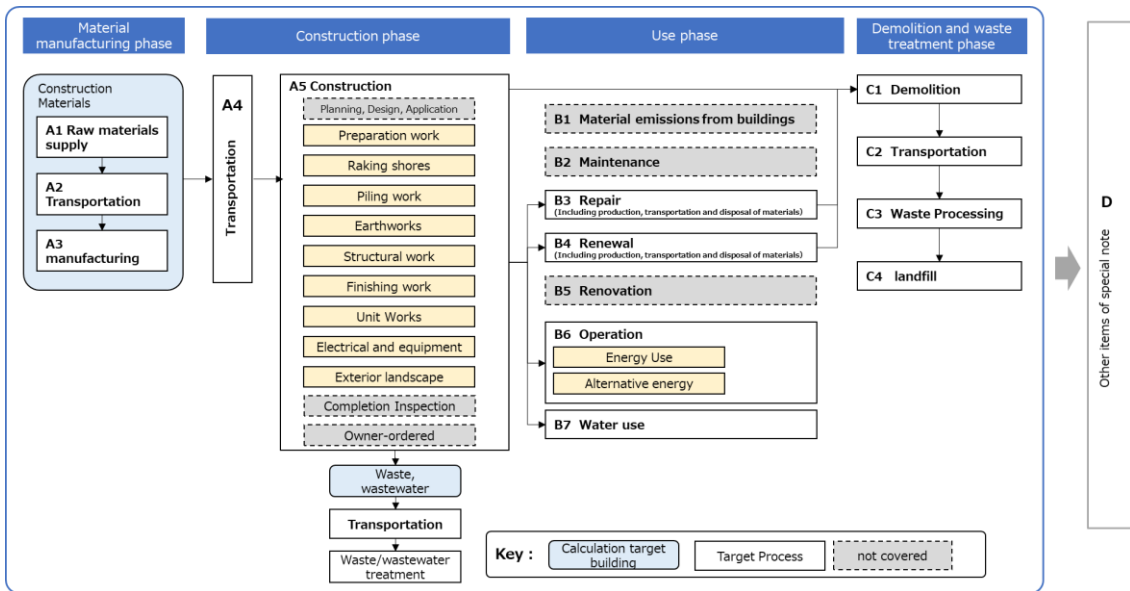 Material
manufacturing phase
Construction phase
Use phase
Demolition and waste
treatment phase
Construction
Materials
A1 Raw materials
supply
A2
Transportation
A3
manufacturing
A4
Transportation
A5 Construction
Planning, Design, Application
Preparation work
Raking shores
Piling work
Earthworks
Structural work
Finishing work
Unit Works
Electrical and equipment
Exterior landscape
Completion Inspection
Owner-ordered
Waste,
wastewater
Transportation
Waste/wastewater
treatment
B1 Material emissions from buildings
B2 Maintenance
B3 Repair
(Including production, transportation and disposal of materials)
B4 Renewal
(Including production, transportation and disposal of materials)
B5 Renovation
B6 Operation
Energy Use
Alternative energy
B7 Water use
C1 Demolition
C2 Transportation
C3 Waste Processing
C4 landfill
D
Other items of special note
Key :
Calculation target
building
Target Process
not covered